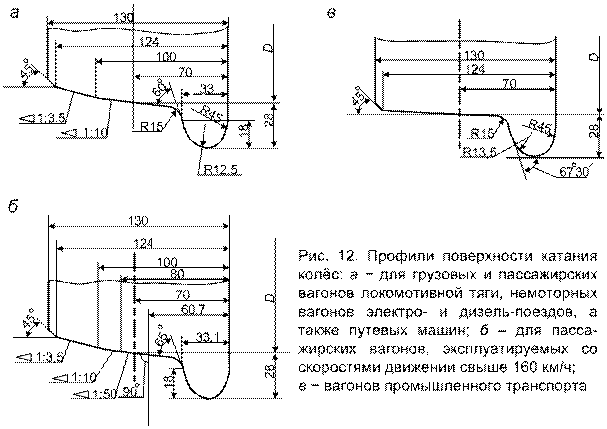 а
130
124
100
70
33
D
45°
60°
R45
R15
18
28
R12.5
1:3.5
1:10
в
130
124
70
D
45°
R15
R45
R13.5
28
67°30′
б
130
124
100
80
70
60.7
33.1
D
45°
65°
18
28
1:3.5
1:10
1:50
90°
Рис. 12. Профили поверхности катания
колёс: а – для грузовых и пассажирских
вагонов локомотивной тяги, немоторных
вагонов электро- и дизель-поездов, а
также путевых машин; б – для пасса-
жирских вагонов, эксплуатируемых со
скоростями движении свыше 160 км/ч;
в – вагонов промышленного транспорта